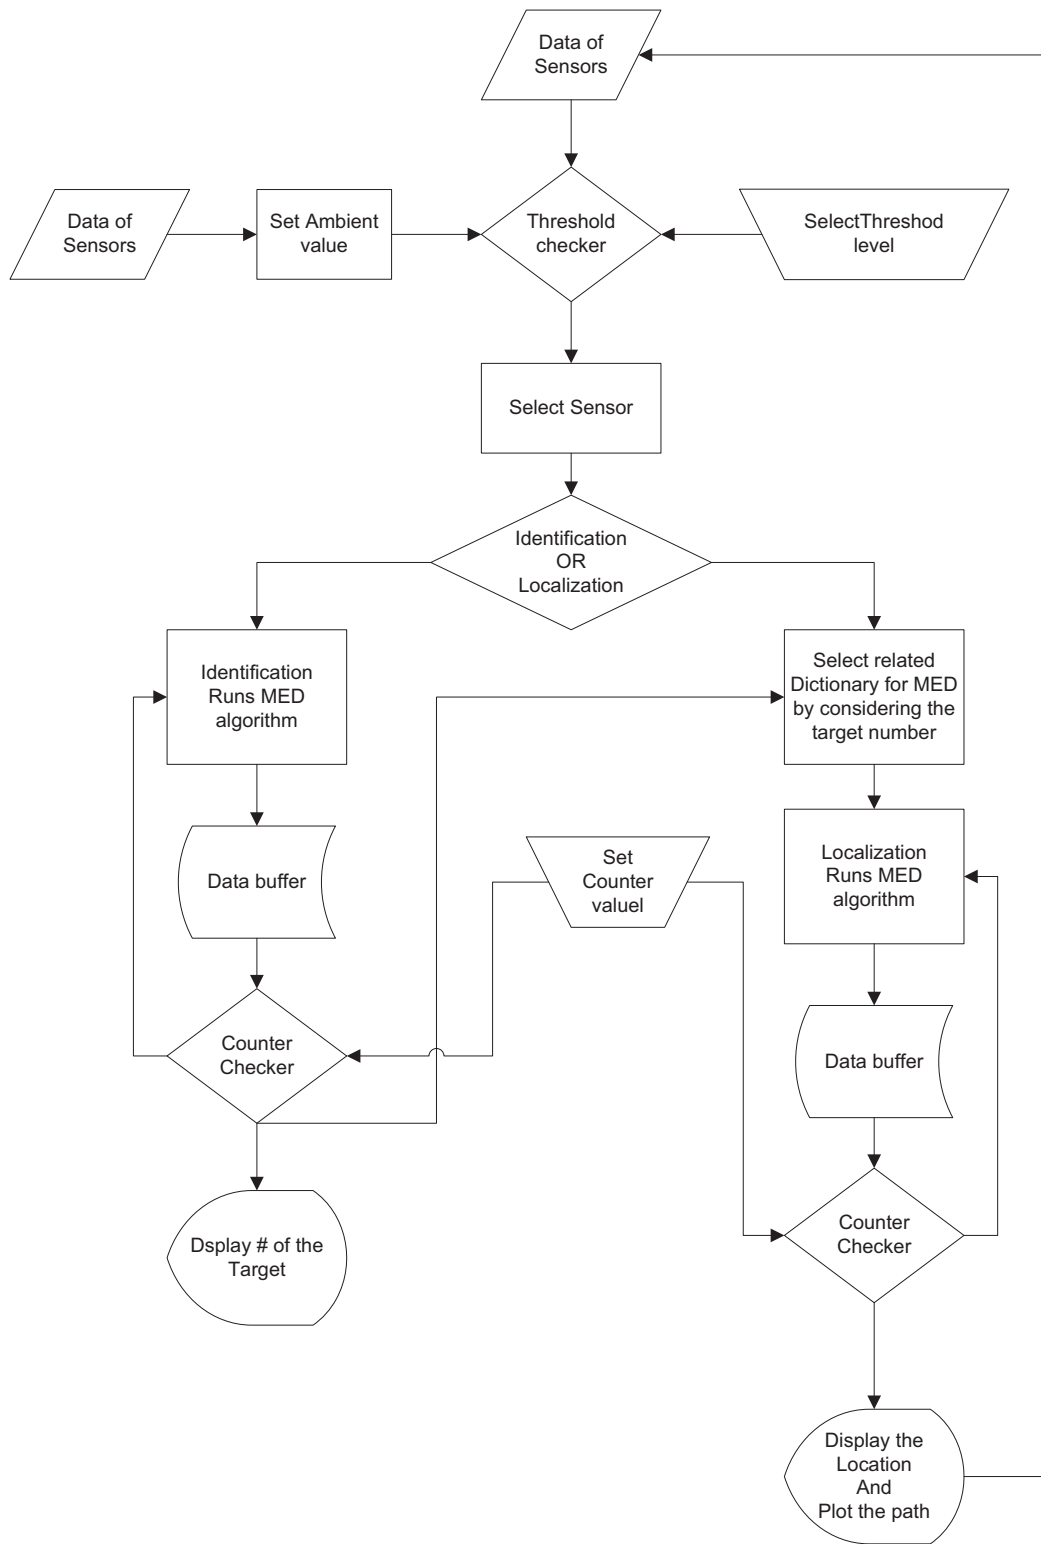 Data of
Sensors
Data of
Sensors
Set Ambient
value
Threshold
checker
SelectThreshod
level
Select Sensor
Identification
OR
Localization
Identification
Runs MED
algorithm
Select related
Dictionary for MED
by considering the
target number
Data buffer
Set
Counter
valuel
Localization
Runs MED
algorithm
Counter
Checker
Data buffer
Dsplay # of the
Target
Counter
Checker
Display the
Location
And
Plot the path